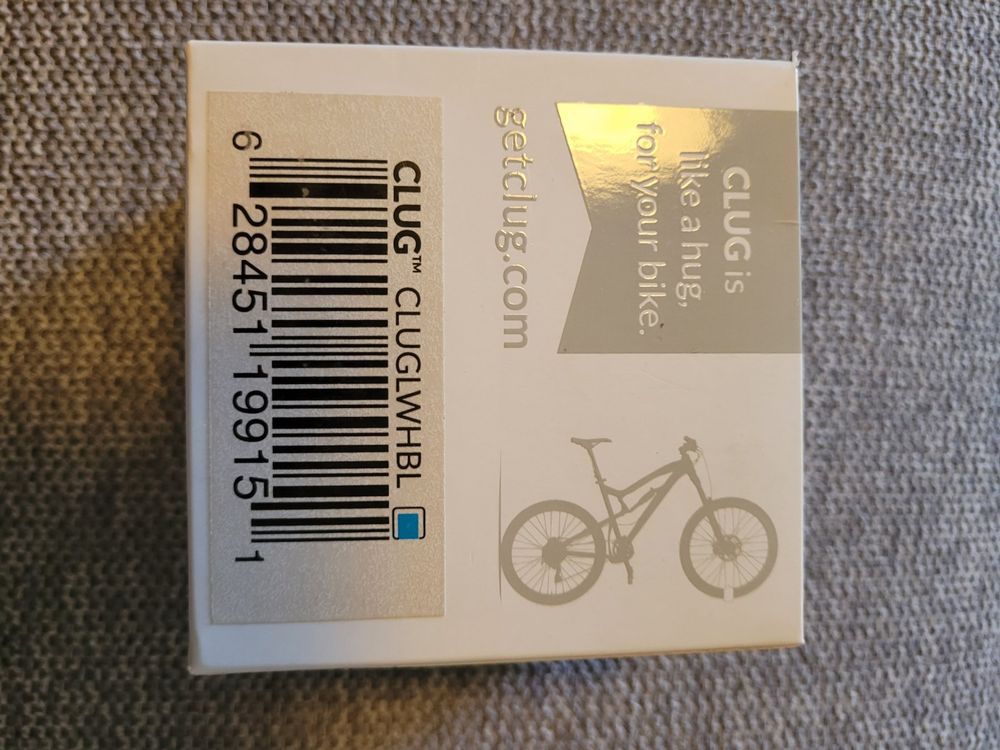 CLUG is
like a hug,
for your bike.
getclug.com
CLUG™ CLUGLWHBL
6 28451 19915 1